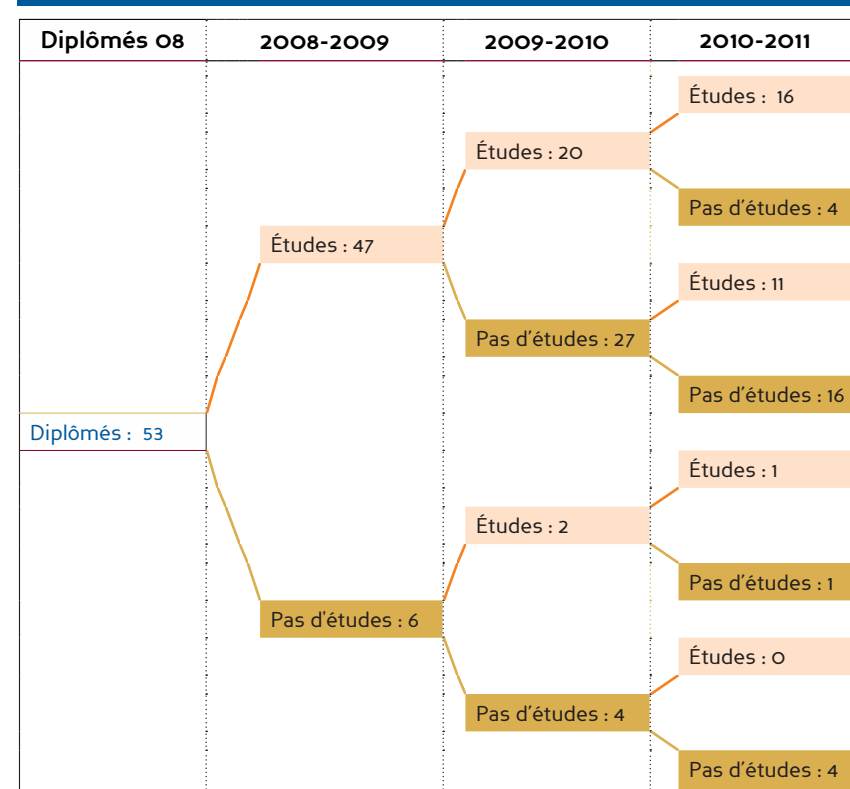 Diplômés 08 2008-2009 2009-2010 2010-2011
Études : 16
Études : 20
Pas d'études : 4
Études : 47
Études : 11
Pas d'études : 27
Pas d'études : 16
Diplômés : 53
Études : 1
Études : 2
Pas d'études : 1
Pas d'études : 6
Études : 0
Pas d'études : 4
Pas d'études : 4